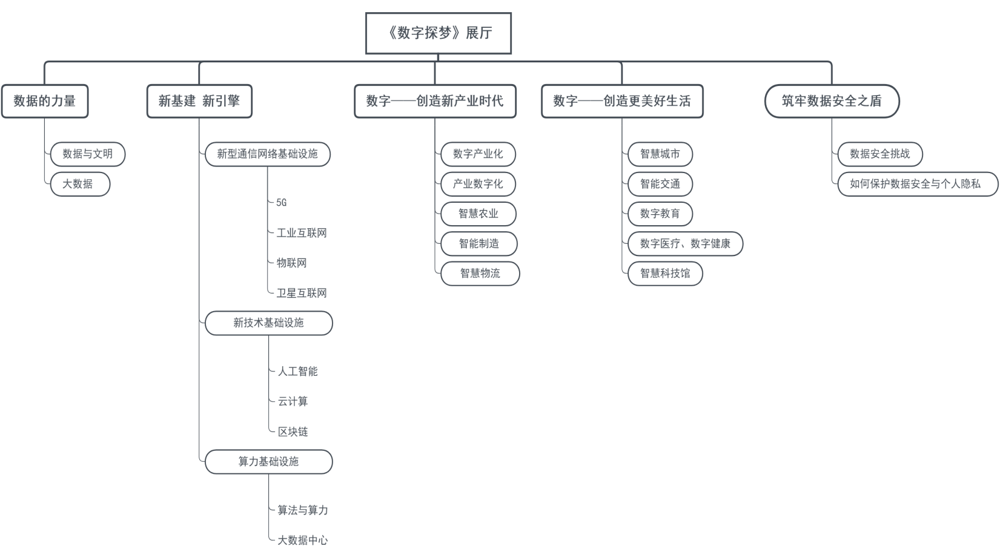 《数字探梦》展厅
数据的力量
数据与文明
大数据
新基建 新引擎
新型通信网络基础设施
5G
工业互联网
物联网
卫星互联网
新技术基础设施
人工智能
云计算
区块链
算力基础设施
算法与算力
大数据中心
数字——创造新产业时代
数字产业化
产业数字化
智慧农业
智能制造
智慧物流
数字——创造更美好生活
智慧城市
智能交通
数字教育
数字医疗、数字健康
智慧科技馆
筑牢数据安全之盾
数据安全挑战
如何保护数据安全与个人隐私